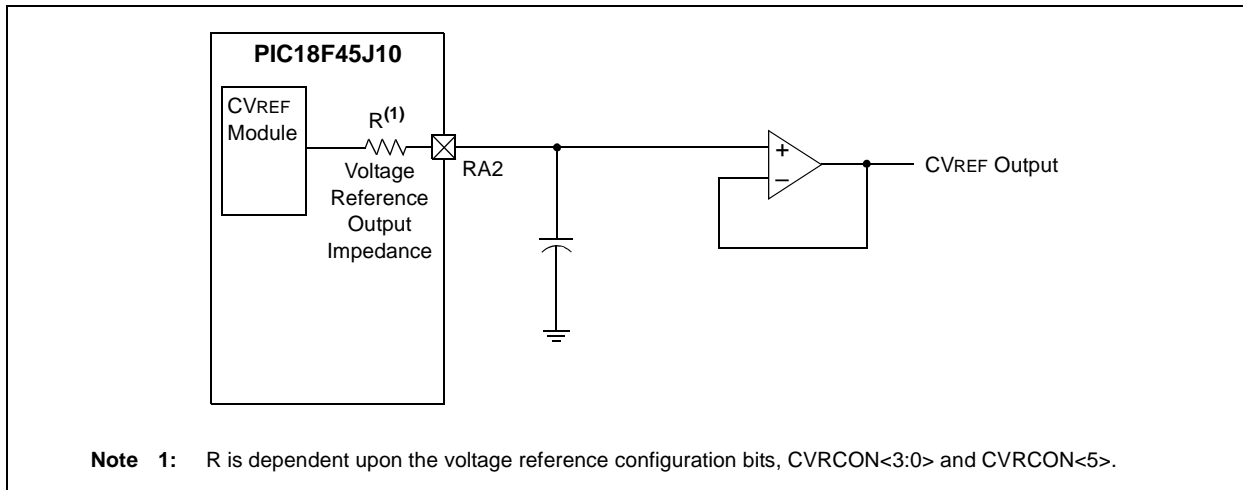 PIC18F45J10
CVREF
Module
R(1)
Voltage
Reference
Output
Impedance
RA2
+
–
CVREF Output
Note 1: R is dependent upon the voltage reference configuration bits, CVRCON<3:0> and CVRCON<5>.